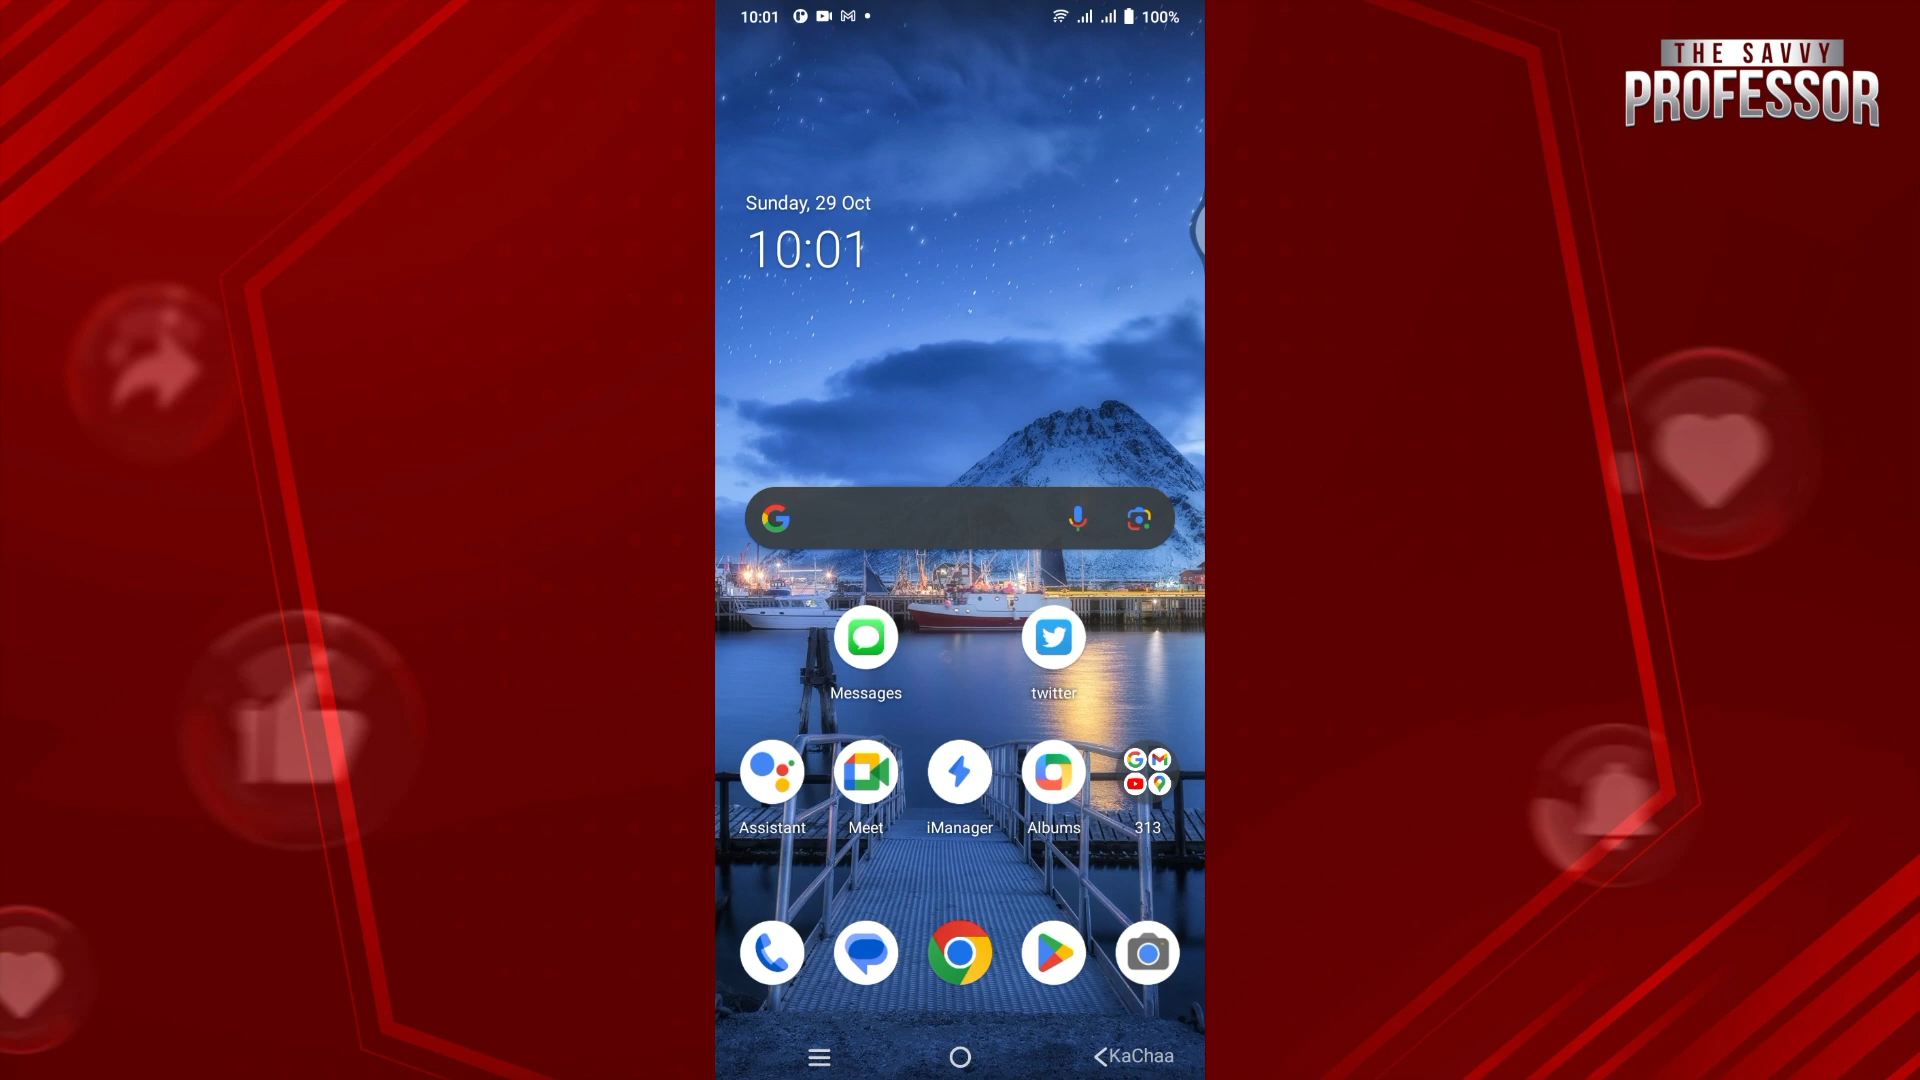 10:01
100%
THE SAVVY
PROFESSOR
Sunday, 29 Oct
10:01
Messages
twitter
Assistant
Meet
iManager
Albums
313
KaChaa